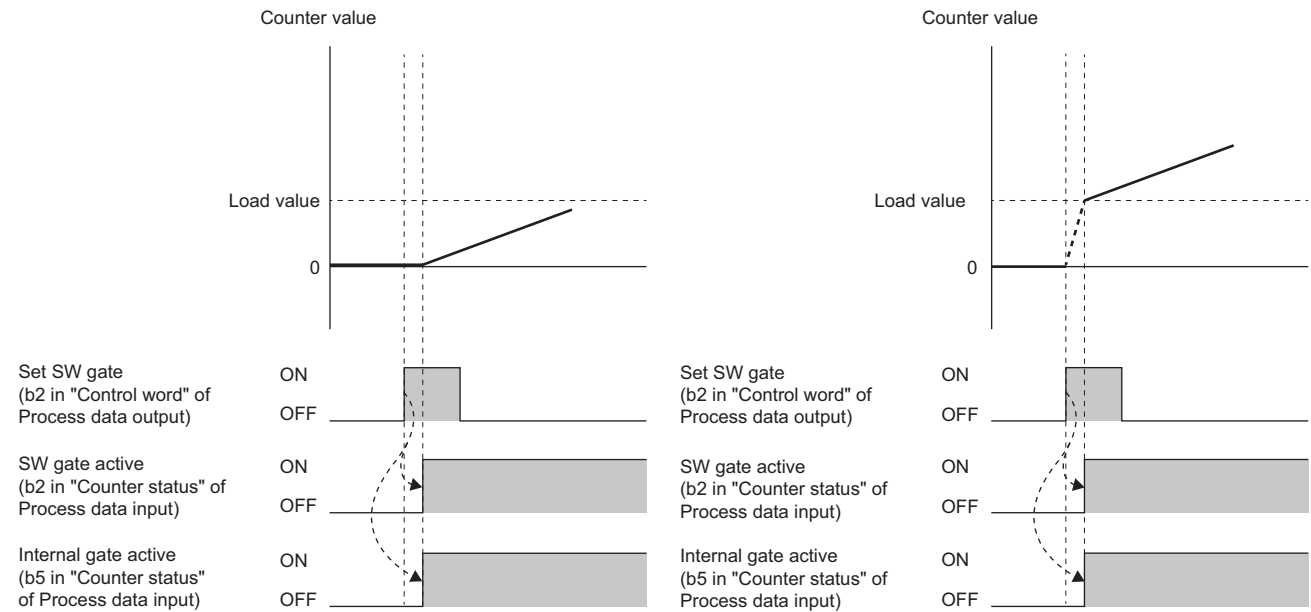 Counter value
Load value
0
Set SW gate
(b2 in "Control word" of
Process data output)
ON
OFF
SW gate active
(b2 in "Counter status" of
Process data input)
ON
OFF
Internal gate active
(b5 in "Counter status"
of Process data input)
ON
OFF
Counter value
Load value
0
Set SW gate
(b2 in "Control word" of
Process data output)
ON
OFF
SW gate active
(b2 in "Counter status" of
Process data input)
ON
OFF
Internal gate active
(b5 in "Counter status" of
Process data input)
ON
OFF